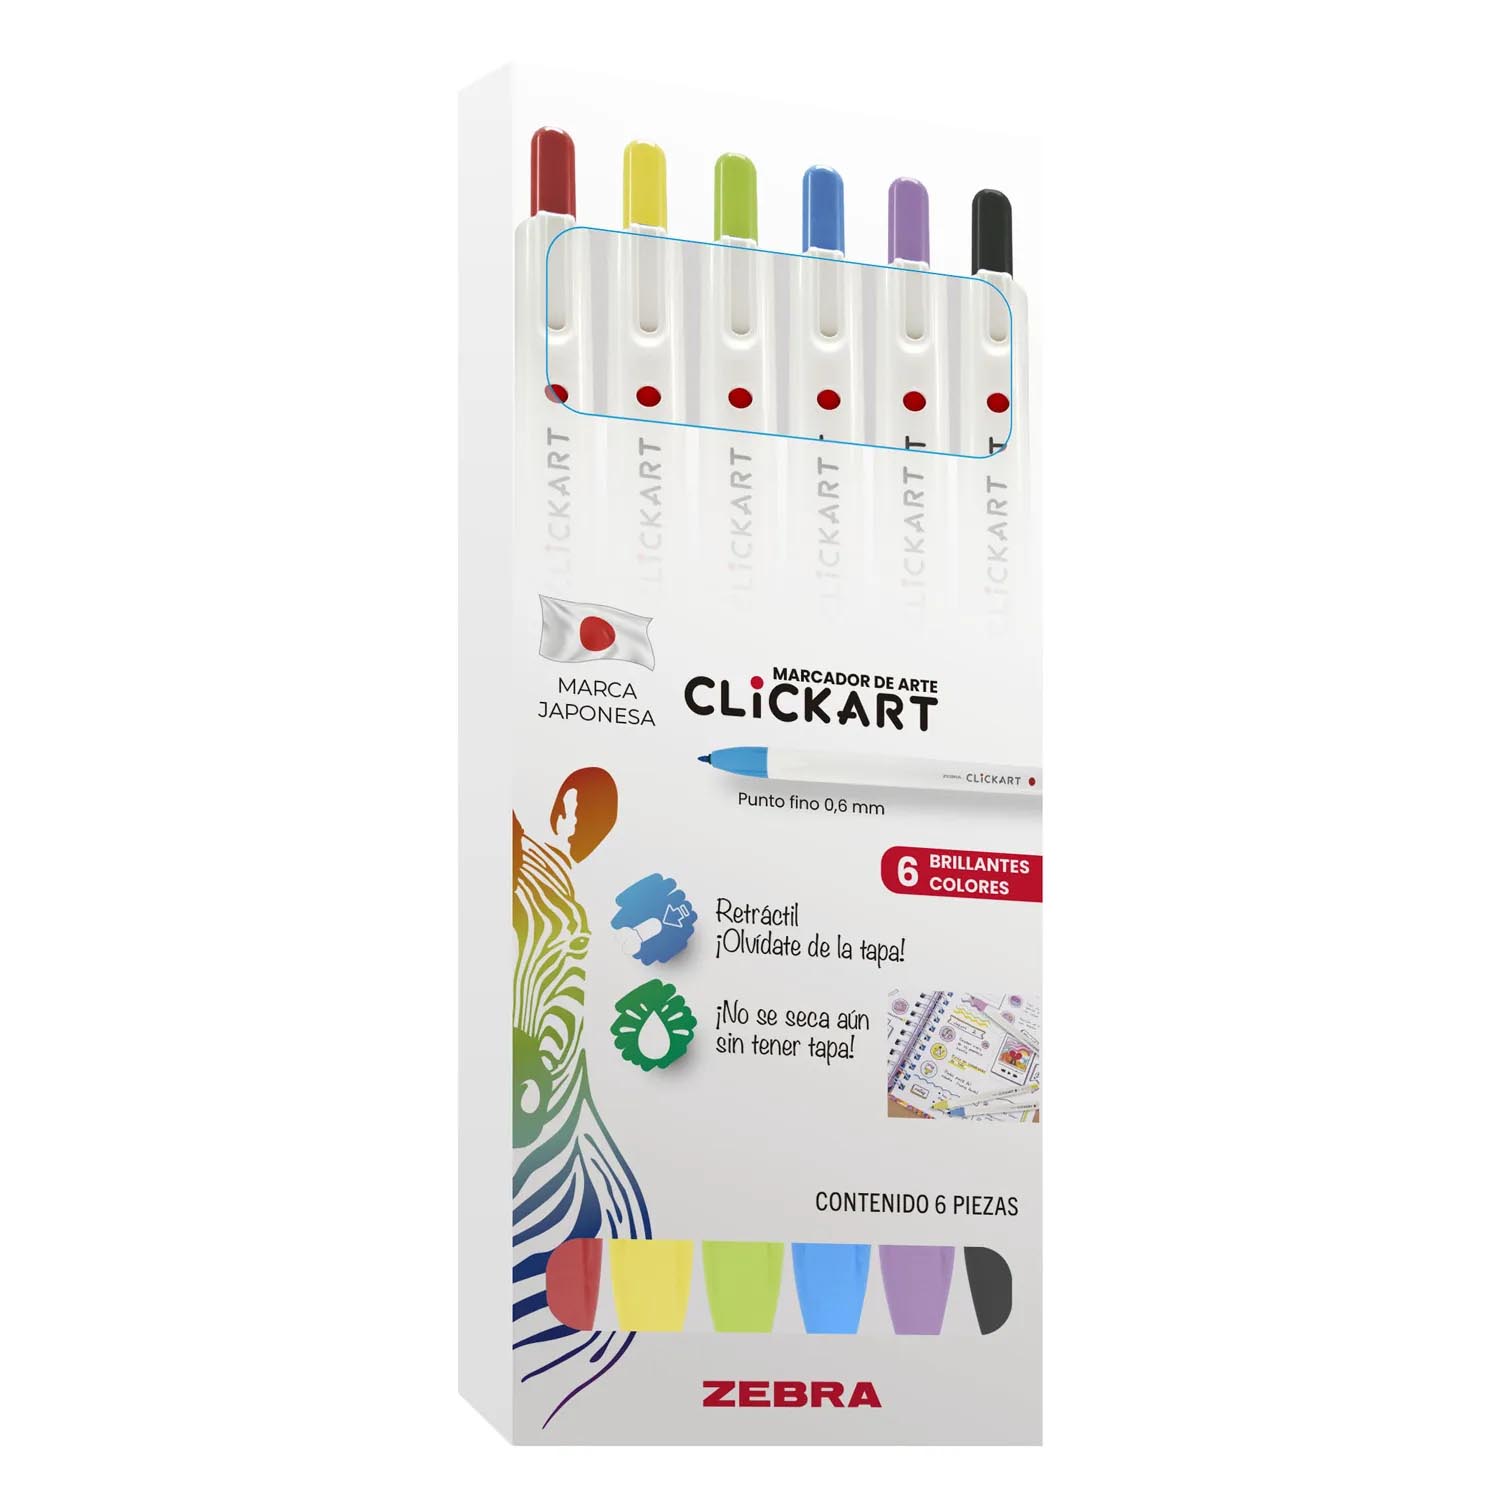 CLiCKART
CLiCKART
CLiCKART
CLiCKART
CLiCKART
CLiCKART
MARCA
JAPONESA
MARCADOR DE ARTE
CLiCKART
ZEBRA CLiCKART
Punto fino 0,6 mm
6 BRILLANTES
COLORES
Retráctil
¡Olvídate de la tapa!
¡No se seca aún
sin tener tapa!
CONTENIDO 6 PIEZAS
ZEBRA